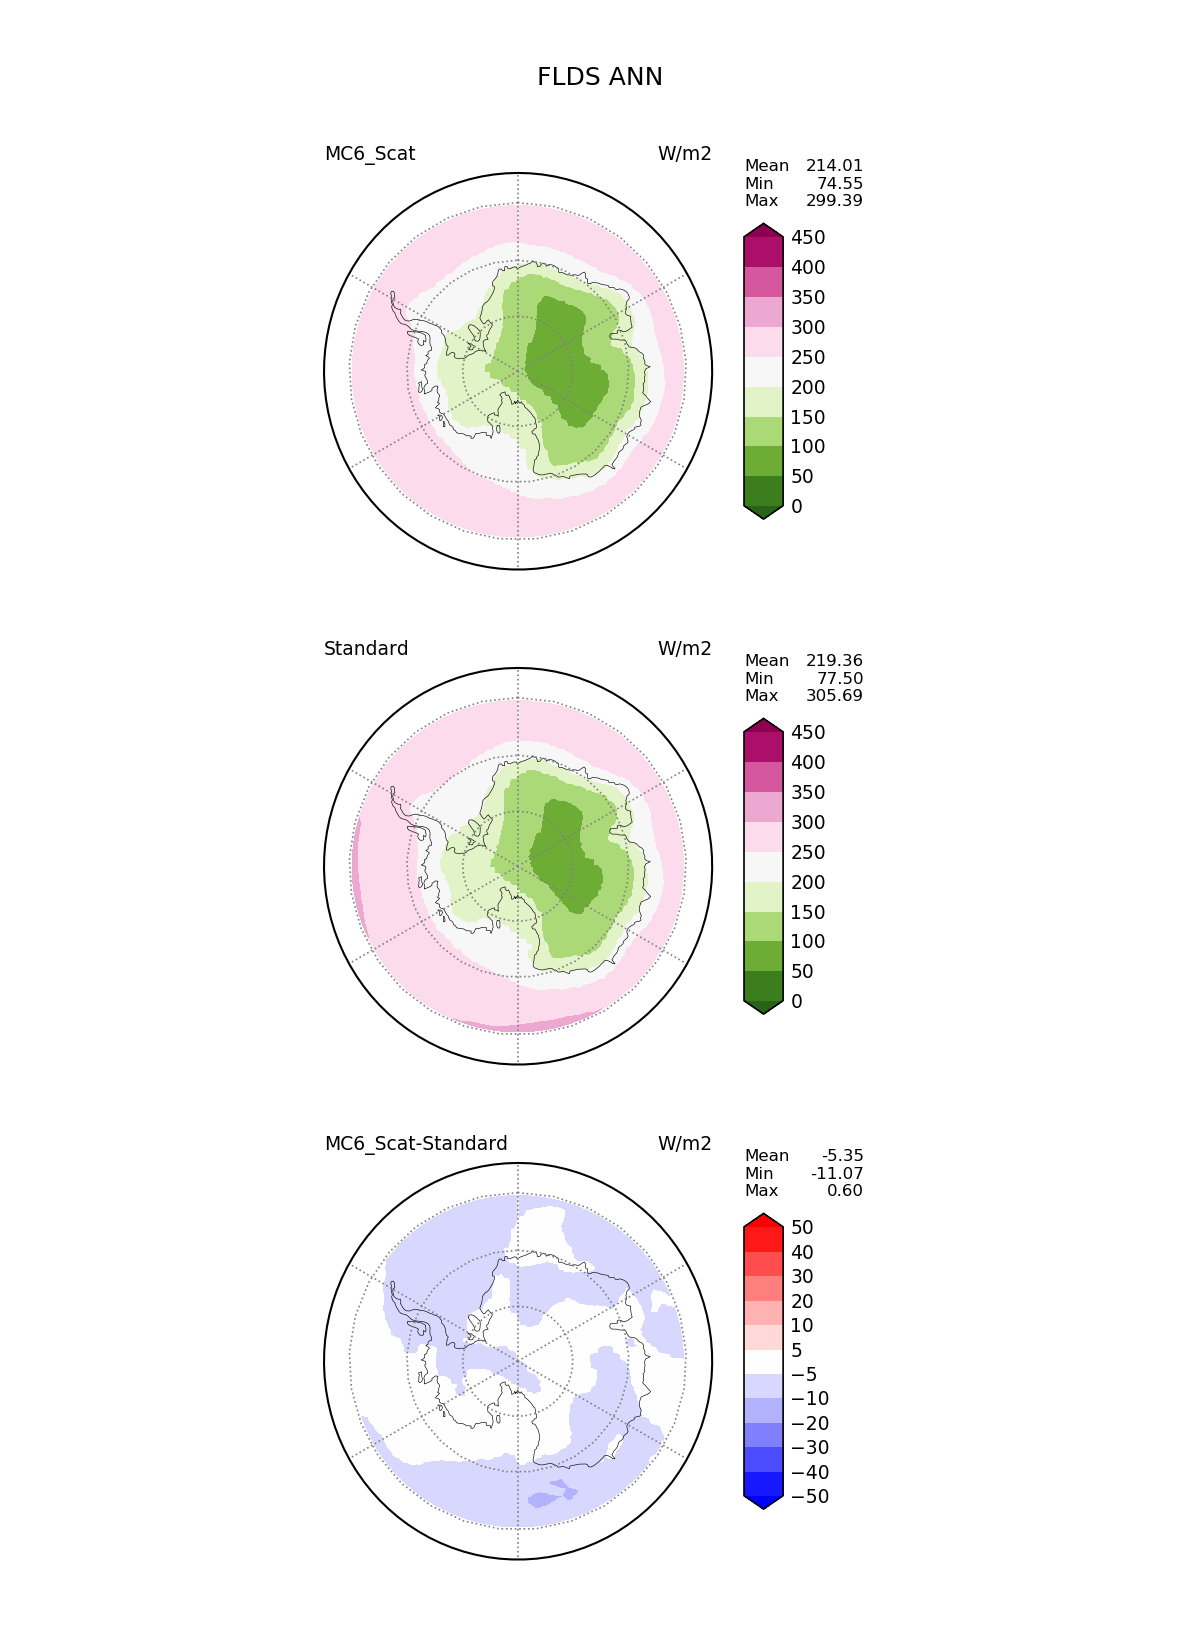 FLDS ANN
MC6_Scat W/m2
Mean 214.01
Min 74.55
Max 299.39
450
400
350
300
250
200
150
100
50
0
Standard W/m2
Mean 219.36
Min 77.50
Max 305.69
450
400
350
300
250
200
150
100
50
0
MC6_Scat-Standard W/m2
Mean -5.35
Min -11.07
Max 0.60
50
40
30
20
10
5
−5
−10
−20
−30
−40
−50